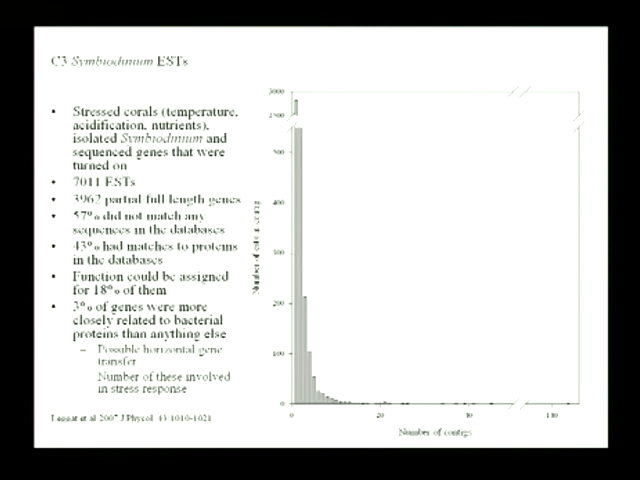 C3 Symbiodinium ESTs
• Stressed corals (temperature,
acidification, nutrients),
isolated Symbiodinium and
sequenced genes that were
turned on
• 7011 ESTs
• 3962 partial full length genes
• 57% did not match any
sequences in the databases
• 43% had matches to proteins
in the databases
• Function could be assigned
for 18% of them
• 3% of genes were more
closely related to bacterial
proteins than anything else
– Possible horizontal gene
transfer
Number of these involved
in stress response
et al 2007 J Phycol 43 1010-1021
3000
500
400
300
200
100
0
0
20
Number of contigs